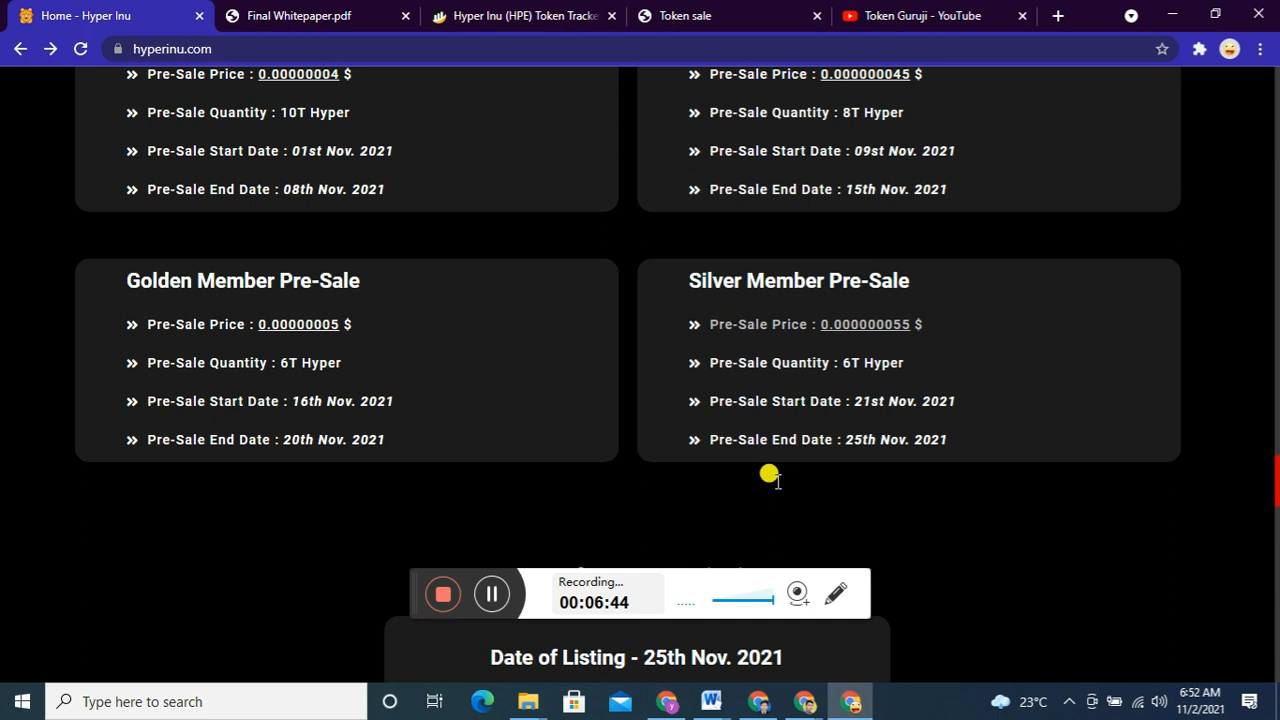 Home - Hyper Inu
Final Whitepaper.pdf
Hyper Inu (HPE) Token Tracke
Token sale
Token Guruji - YouTube
hyperinu.com
» Pre-Sale Price : 0.00000004 $
» Pre-Sale Quantity : 10T Hyper
» Pre-Sale Start Date : 01st Nov. 2021
» Pre-Sale End Date : 08th Nov. 2021
» Pre-Sale Price : 0.000000045 $
» Pre-Sale Quantity : 8T Hyper
» Pre-Sale Start Date : 09st Nov. 2021
» Pre-Sale End Date : 15th Nov. 2021
Golden Member Pre-Sale
» Pre-Sale Price : 0.00000005 $
» Pre-Sale Quantity : 6T Hyper
» Pre-Sale Start Date : 16th Nov. 2021
» Pre-Sale End Date : 20th Nov. 2021
Silver Member Pre-Sale
» Pre-Sale Price : 0.000000055 $
» Pre-Sale Quantity : 6T Hyper
» Pre-Sale Start Date : 21st Nov. 2021
» Pre-Sale End Date : 25th Nov. 2021
Recording...
00:06:44
Date of Listing - 25th Nov. 2021
Type here to search
23°C
6:52 AM
11/2/2021